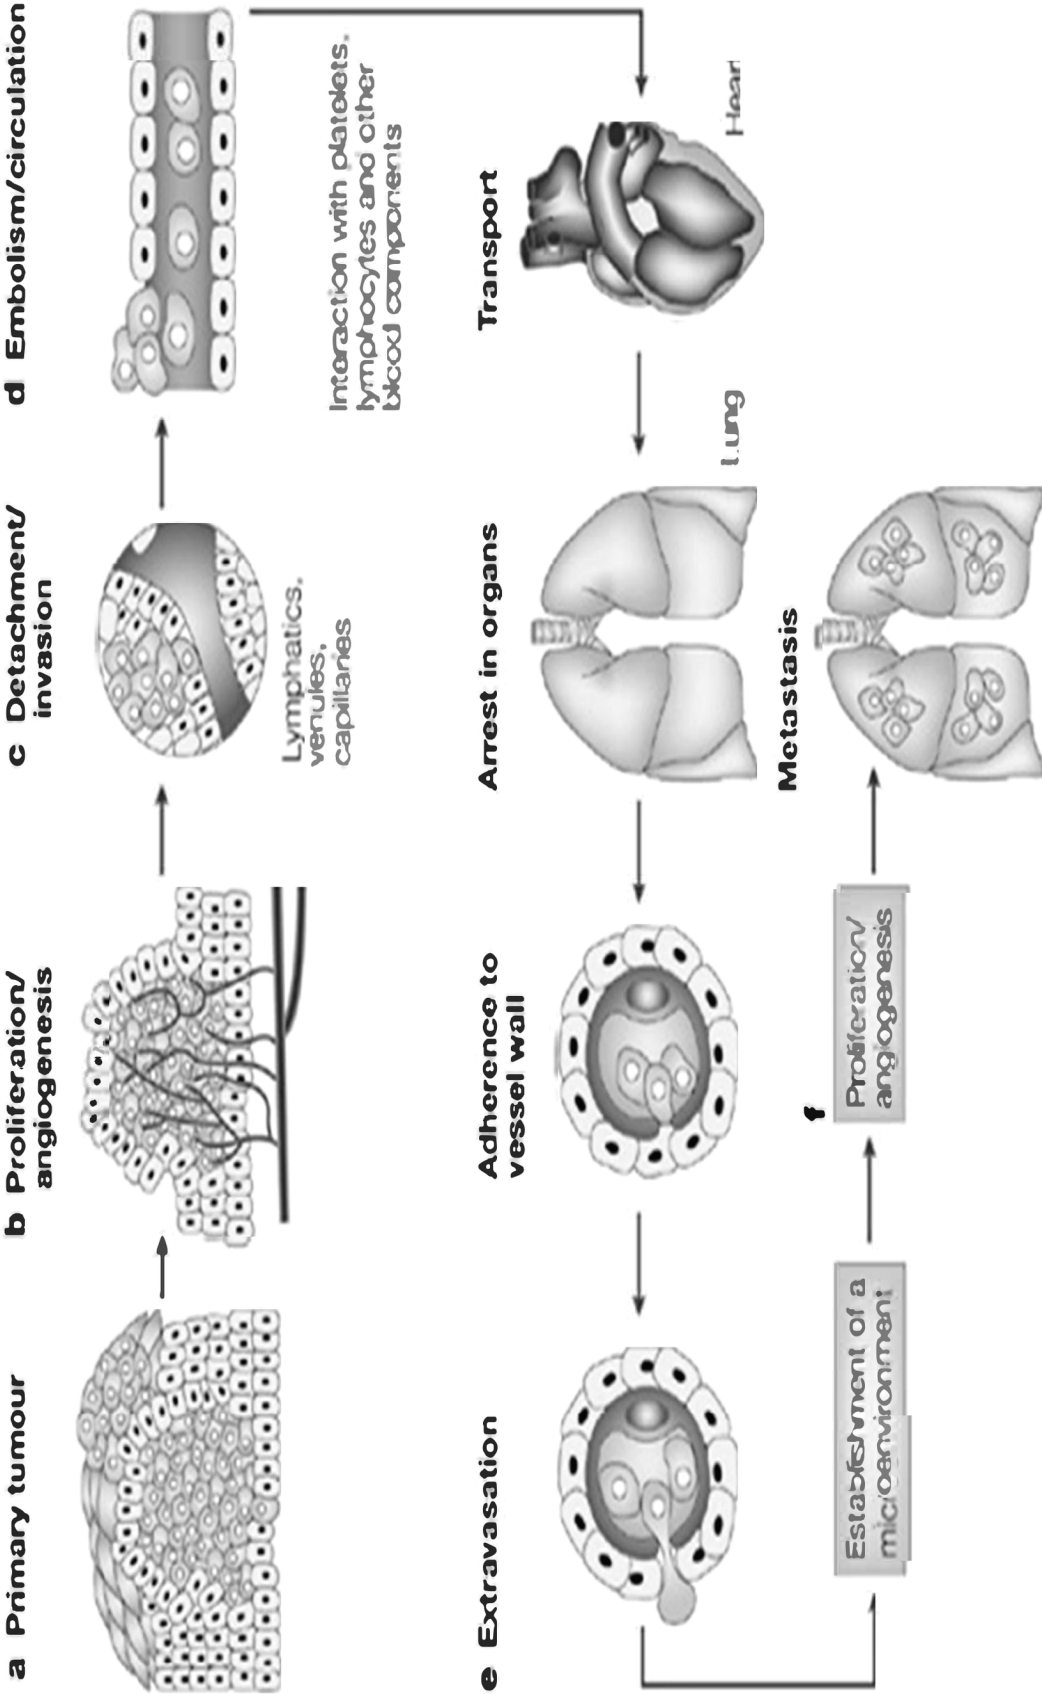 a Primary tumour
b Proliferation/
angiogenesis
c Detachment/
invasion
Lymphatics,
venules,
capillaries
d Embolism/circulation
Interaction with platelets,
lymphocytes and other
blood components
Transport
Heart
Arrest in organs
Lung
Adherence to
vessel wall
e Extravasation
Establishment of a
microenvironment
f
Proliferation/
angiogenesis
Metastasis